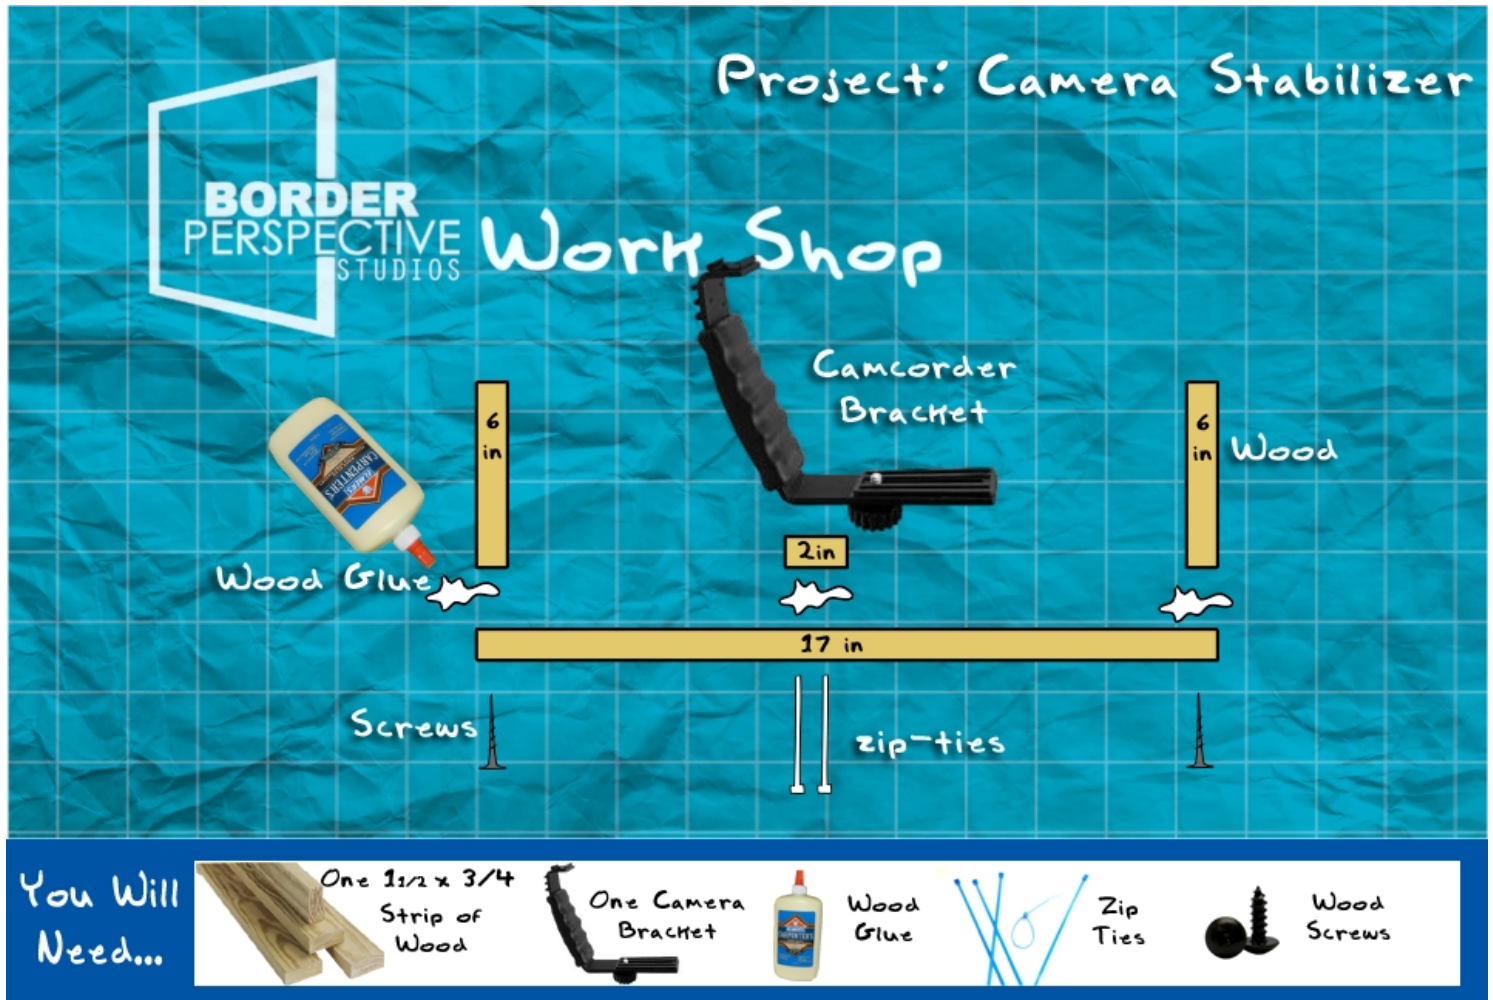 Project: Camera Stabilizer
BORDER
PERSPECTIVE
STUDIOS
Work Shop
Camcorder
Bracket
6
in
6
in
Wood
CARPENTER'S
2in
Wood Glue
17 in
Screws
zip-ties
You Will
Need...
One 1 1/2 x 3/4
Strip of
Wood
One Camera
Bracket
Wood
Glue
Zip
Ties
Wood
Screws